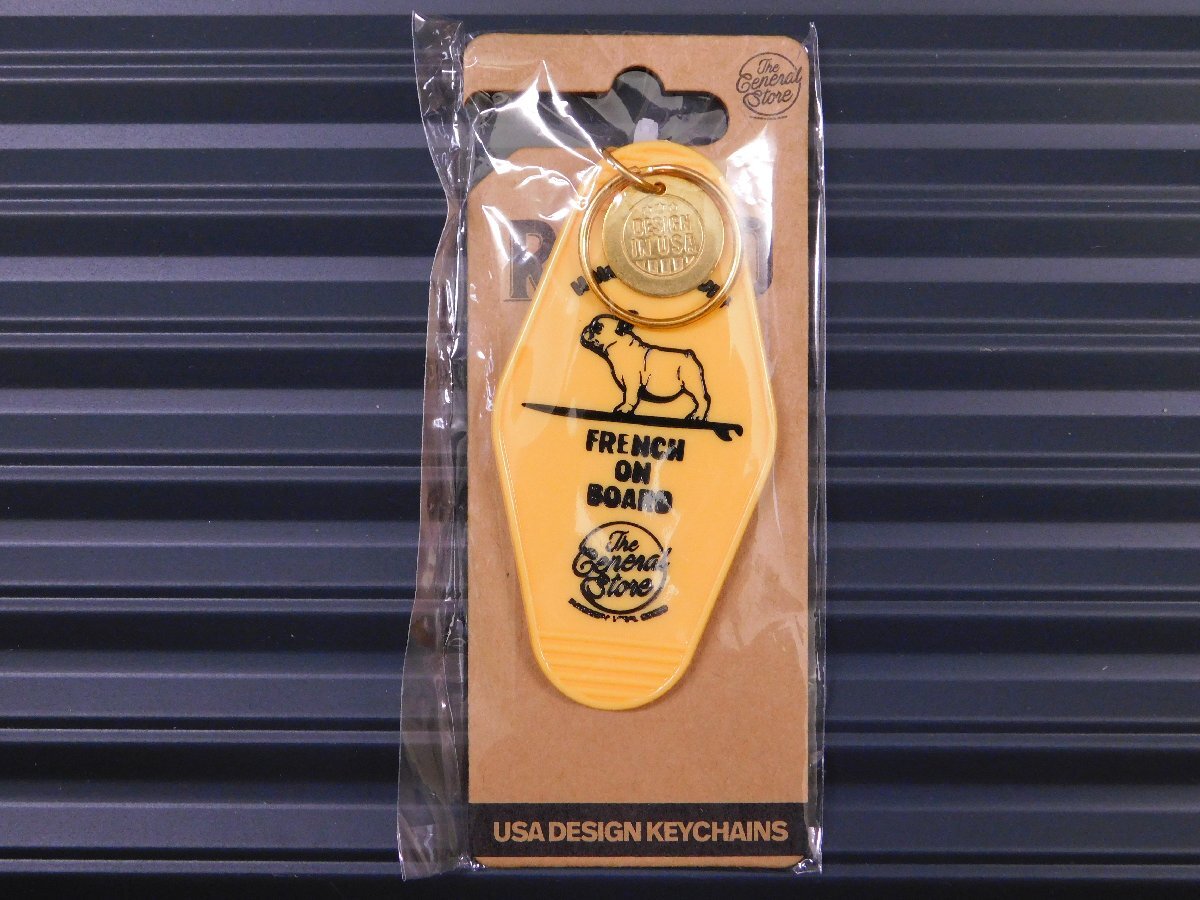 The
General
Store
DESIGN
IN USA
FRENCH
ON
BOARD
The
General
Store
USA DESIGN KEYCHAINS